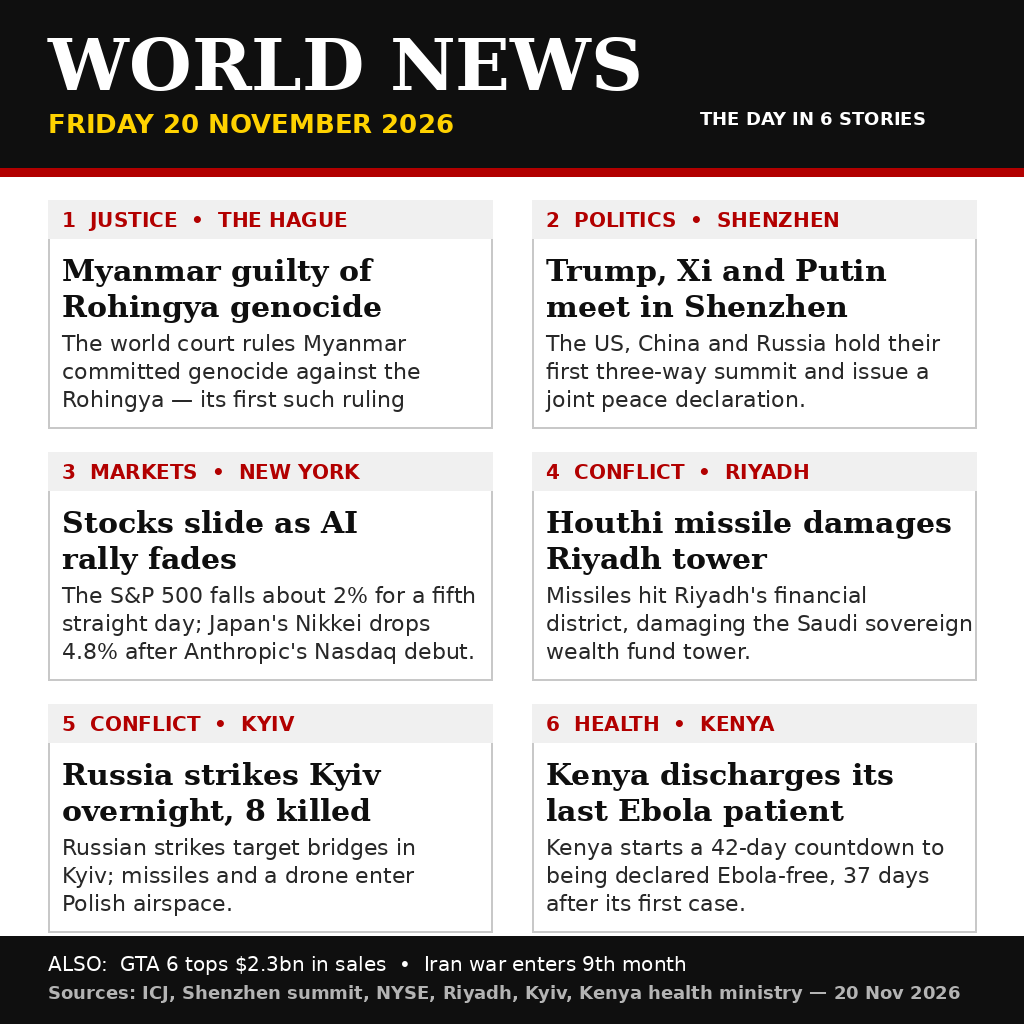 WORLD NEWS
FRIDAY 20 NOVEMBER 2026
THE DAY IN 6 STORIES
1 JUSTICE • THE HAGUE
Myanmar guilty of
Rohingya genocide
The world court rules Myanmar
committed genocide against the
Rohingya — its first such ruling
2 POLITICS • SHENZHEN
Trump, Xi and Putin
meet in Shenzhen
The US, China and Russia hold their
first three-way summit and issue a
joint peace declaration.
3 MARKETS • NEW YORK
Stocks slide as AI
rally fades
The S&P 500 falls about 2% for a fifth
straight day; Japan's Nikkei drops
4.8% after Anthropic's Nasdaq debut.
4 CONFLICT • RIYADH
Houthi missile damages
Riyadh tower
Missiles hit Riyadh's financial
district, damaging the Saudi sovereign
wealth fund tower.
5 CONFLICT • KYIV
Russia strikes Kyiv
overnight, 8 killed
Russian strikes target bridges in
Kyiv; missiles and a drone enter
Polish airspace.
6 HEALTH • KENYA
Kenya discharges its
last Ebola patient
Kenya starts a 42-day countdown to
being declared Ebola-free, 37 days
after its first case.
ALSO: GTA 6 tops $2.3bn in sales • Iran war enters 9th month
Sources: ICJ, Shenzhen summit, NYSE, Riyadh, Kyiv, Kenya health ministry — 20 Nov 2026